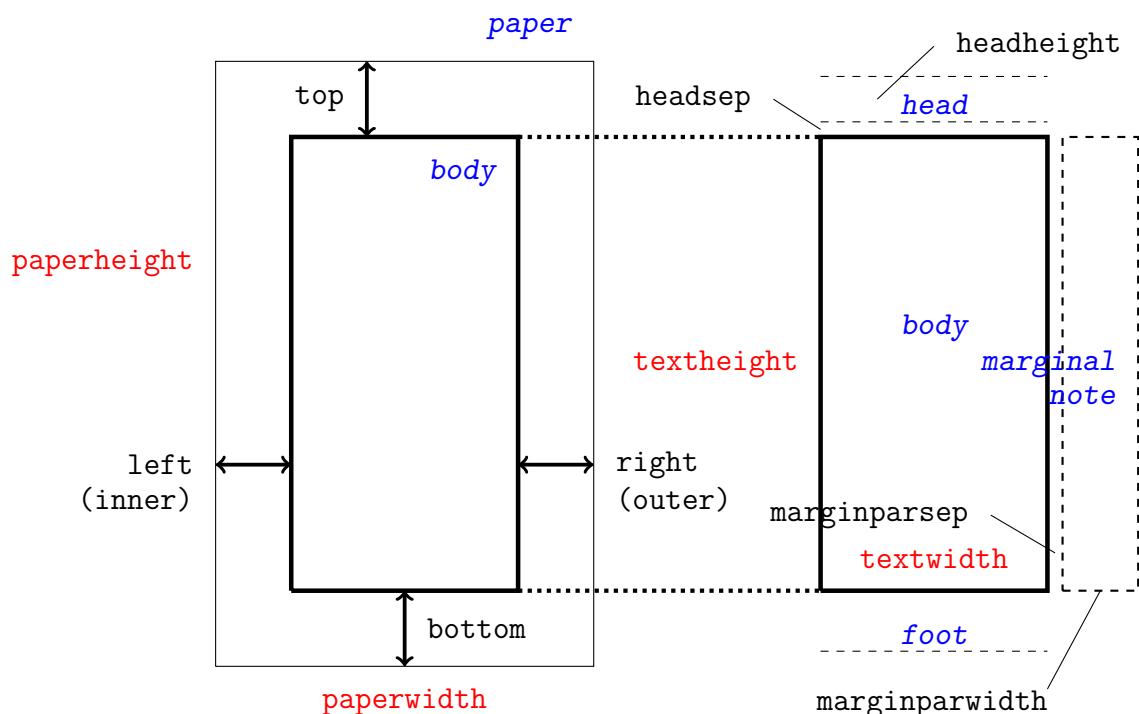 paper
headheight
top
headsep
head
body
paperheight
body
textheight
marginal
note
left
(inner)
right
(outer)
marginparsep
textwidth
bottom
foot
paperwidth
marginparwidth